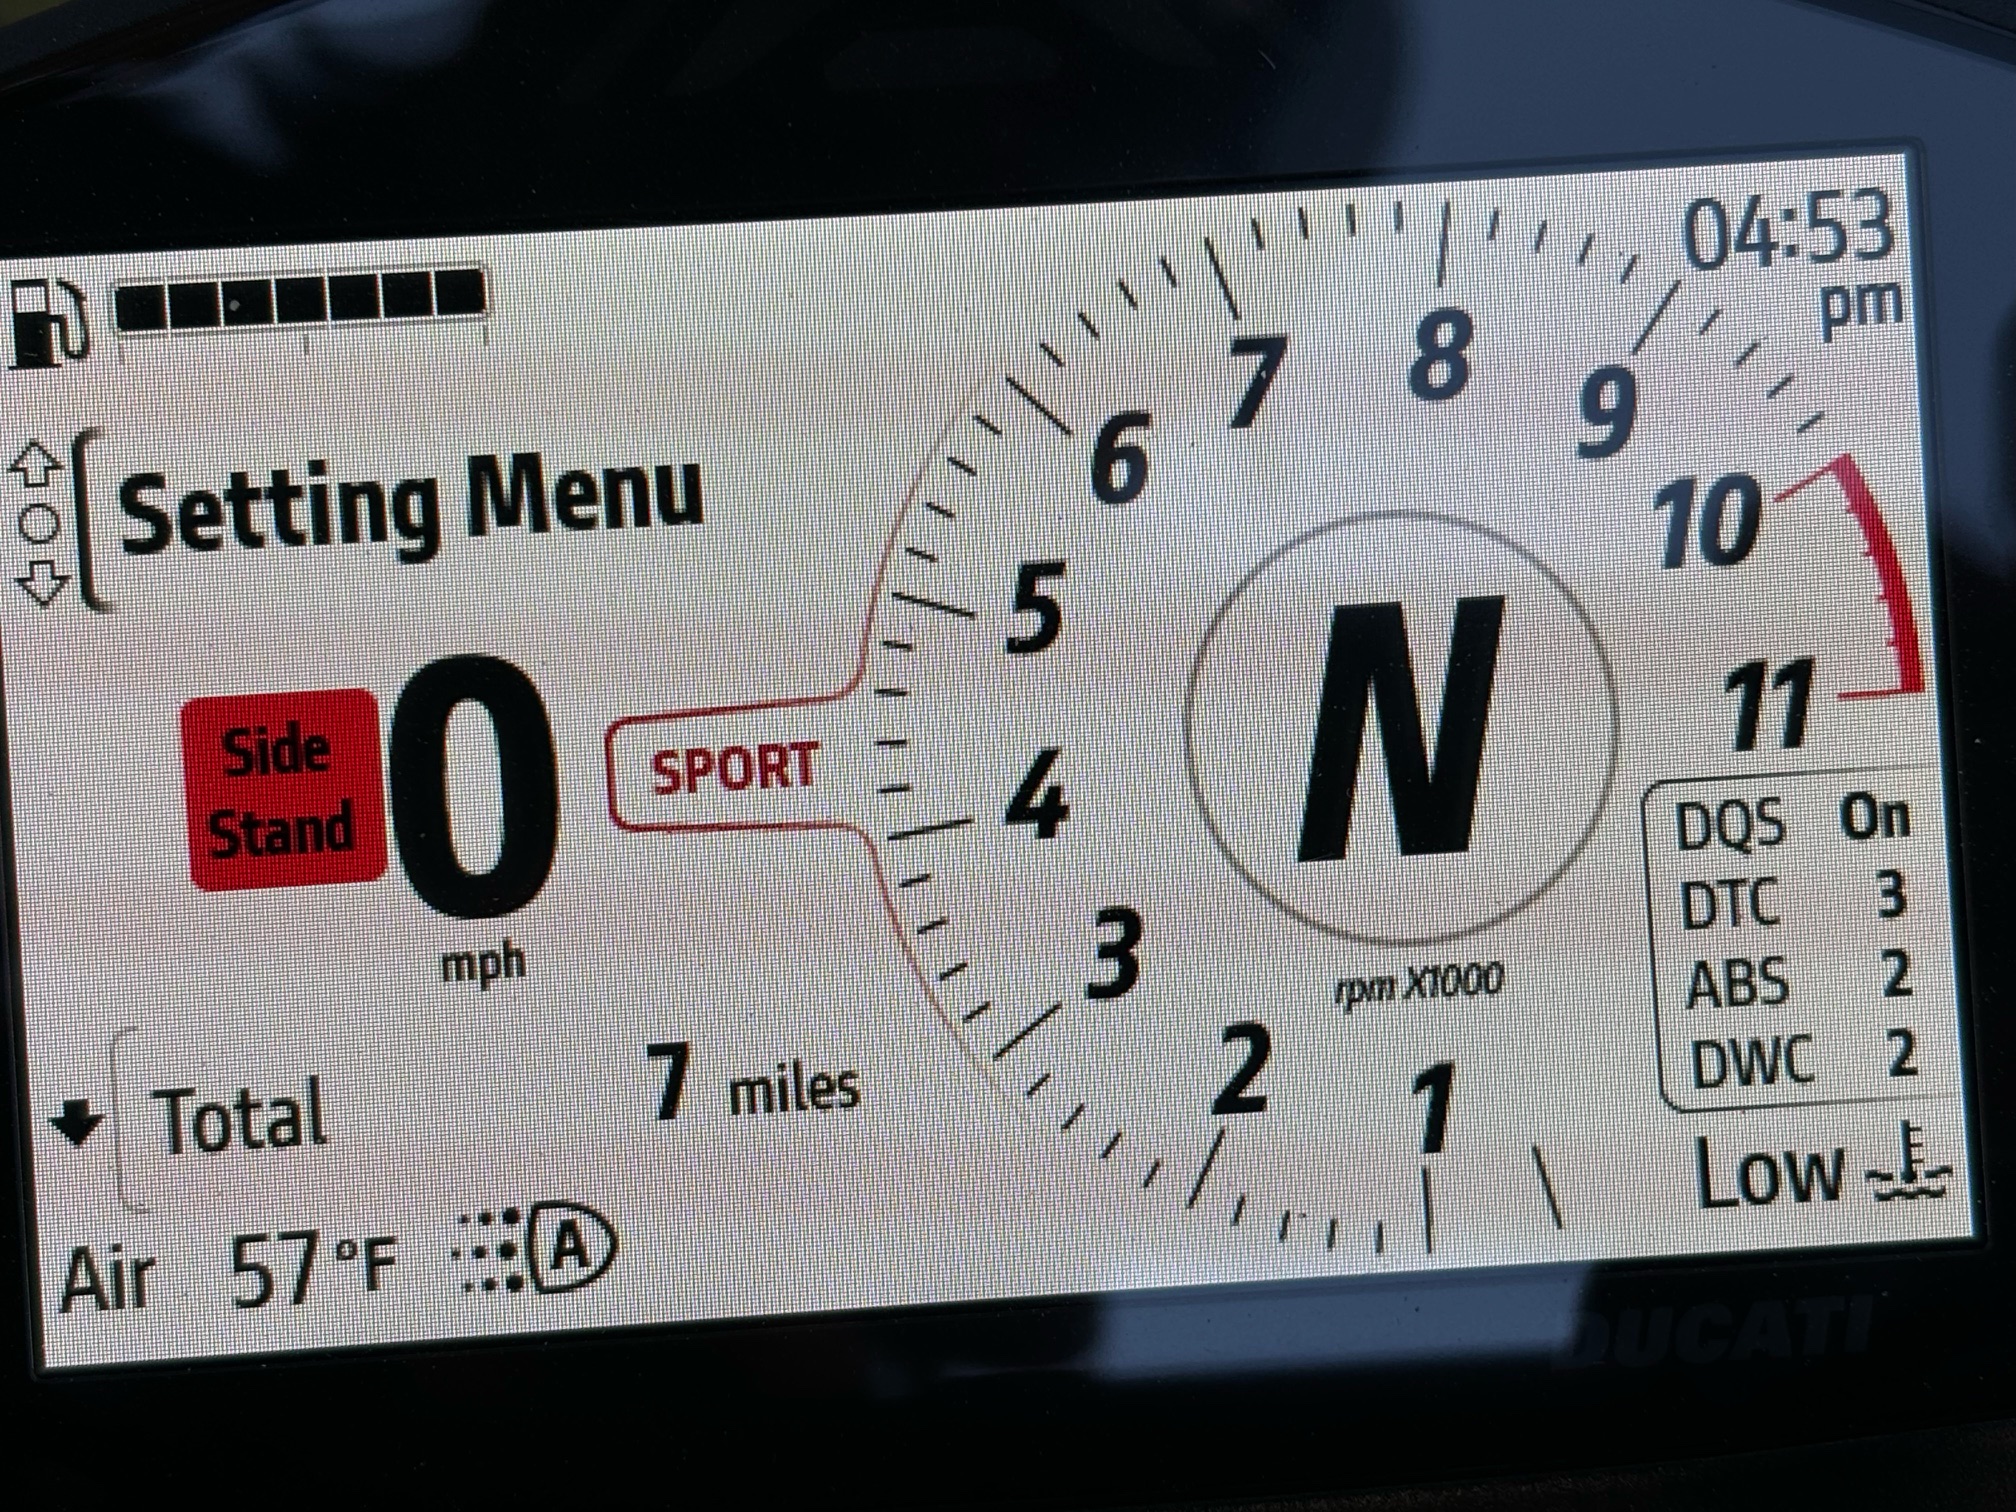 04:53
pm
Setting Menu
7
8
9
6
10
5
N
11
Side
Stand
0
SPORT
4
mph
3
rpm X1000
2
1
DQS On
DTC 3
ABS 2
DWC 2
Total 7 miles
Low
Air 57°F A
DUCATI